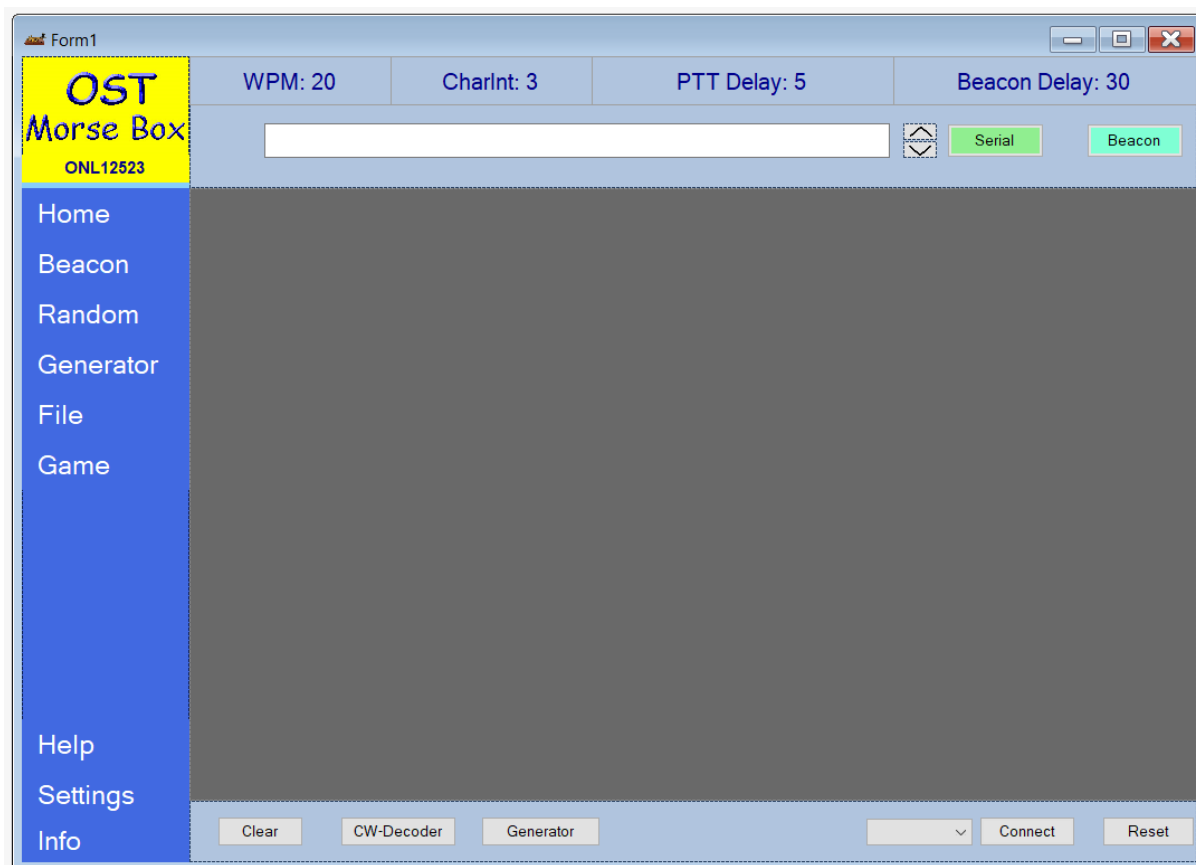 Form1
OST
Morse Box
ONL12523
WPM: 20 CharInt: 3 PTT Delay: 5 Beacon Delay: 30
Serial Beacon
Home
Beacon
Random
Generator
File
Game
Help
Settings
Info
Clear CW-Decoder Generator Connect Reset